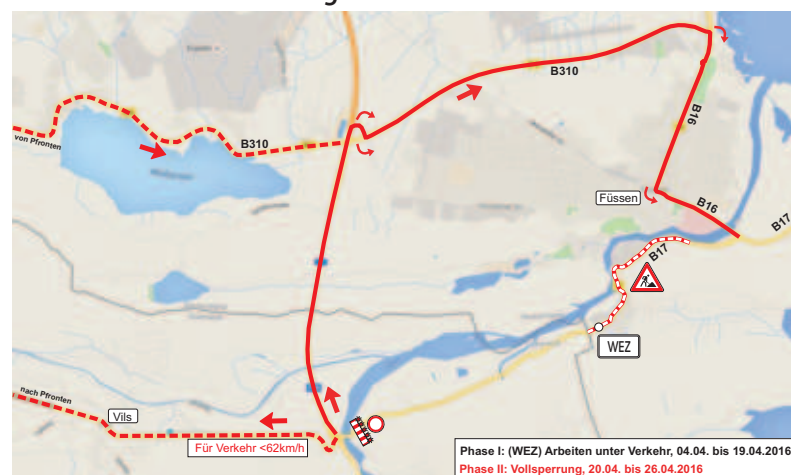 B310
B16
von Pfronten
B310
Füssen
B16
B17
B17
WEZ
nach Pfronten
Vils
Für Verkehr <62km/h
Phase I: (WEZ) Arbeiten unter Verkehr, 04.04. bis 19.04.2016
Phase II: Vollsperrung, 20.04. bis 26.04.2016